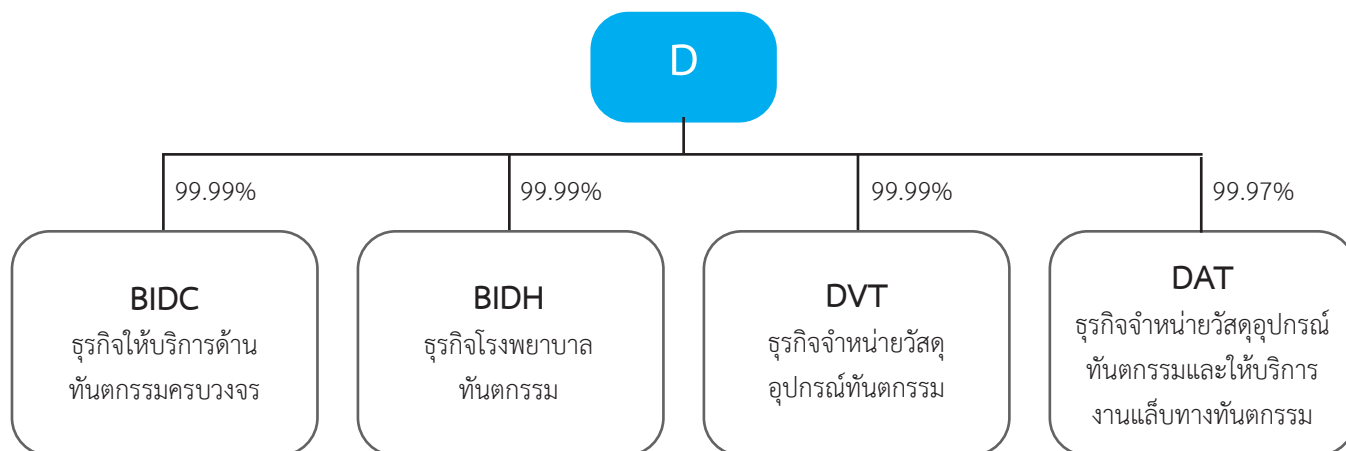 D
99.99%
99.99%
99.99%
99.97%
BIDC
ธุรกิจให้บริการด้าน
ทันตกรรมครบวงจร
BIDH
ธุรกิจโรงพยาบาล
ทันตกรรม
DVT
ธุรกิจจำหน่ายวัสดุ
อุปกรณ์ทันตกรรม
DAT
ธุรกิจจำหน่ายวัสดุอุปกรณ์
ทันตกรรมและให้บริการ
งานแล็บทางทันตกรรม